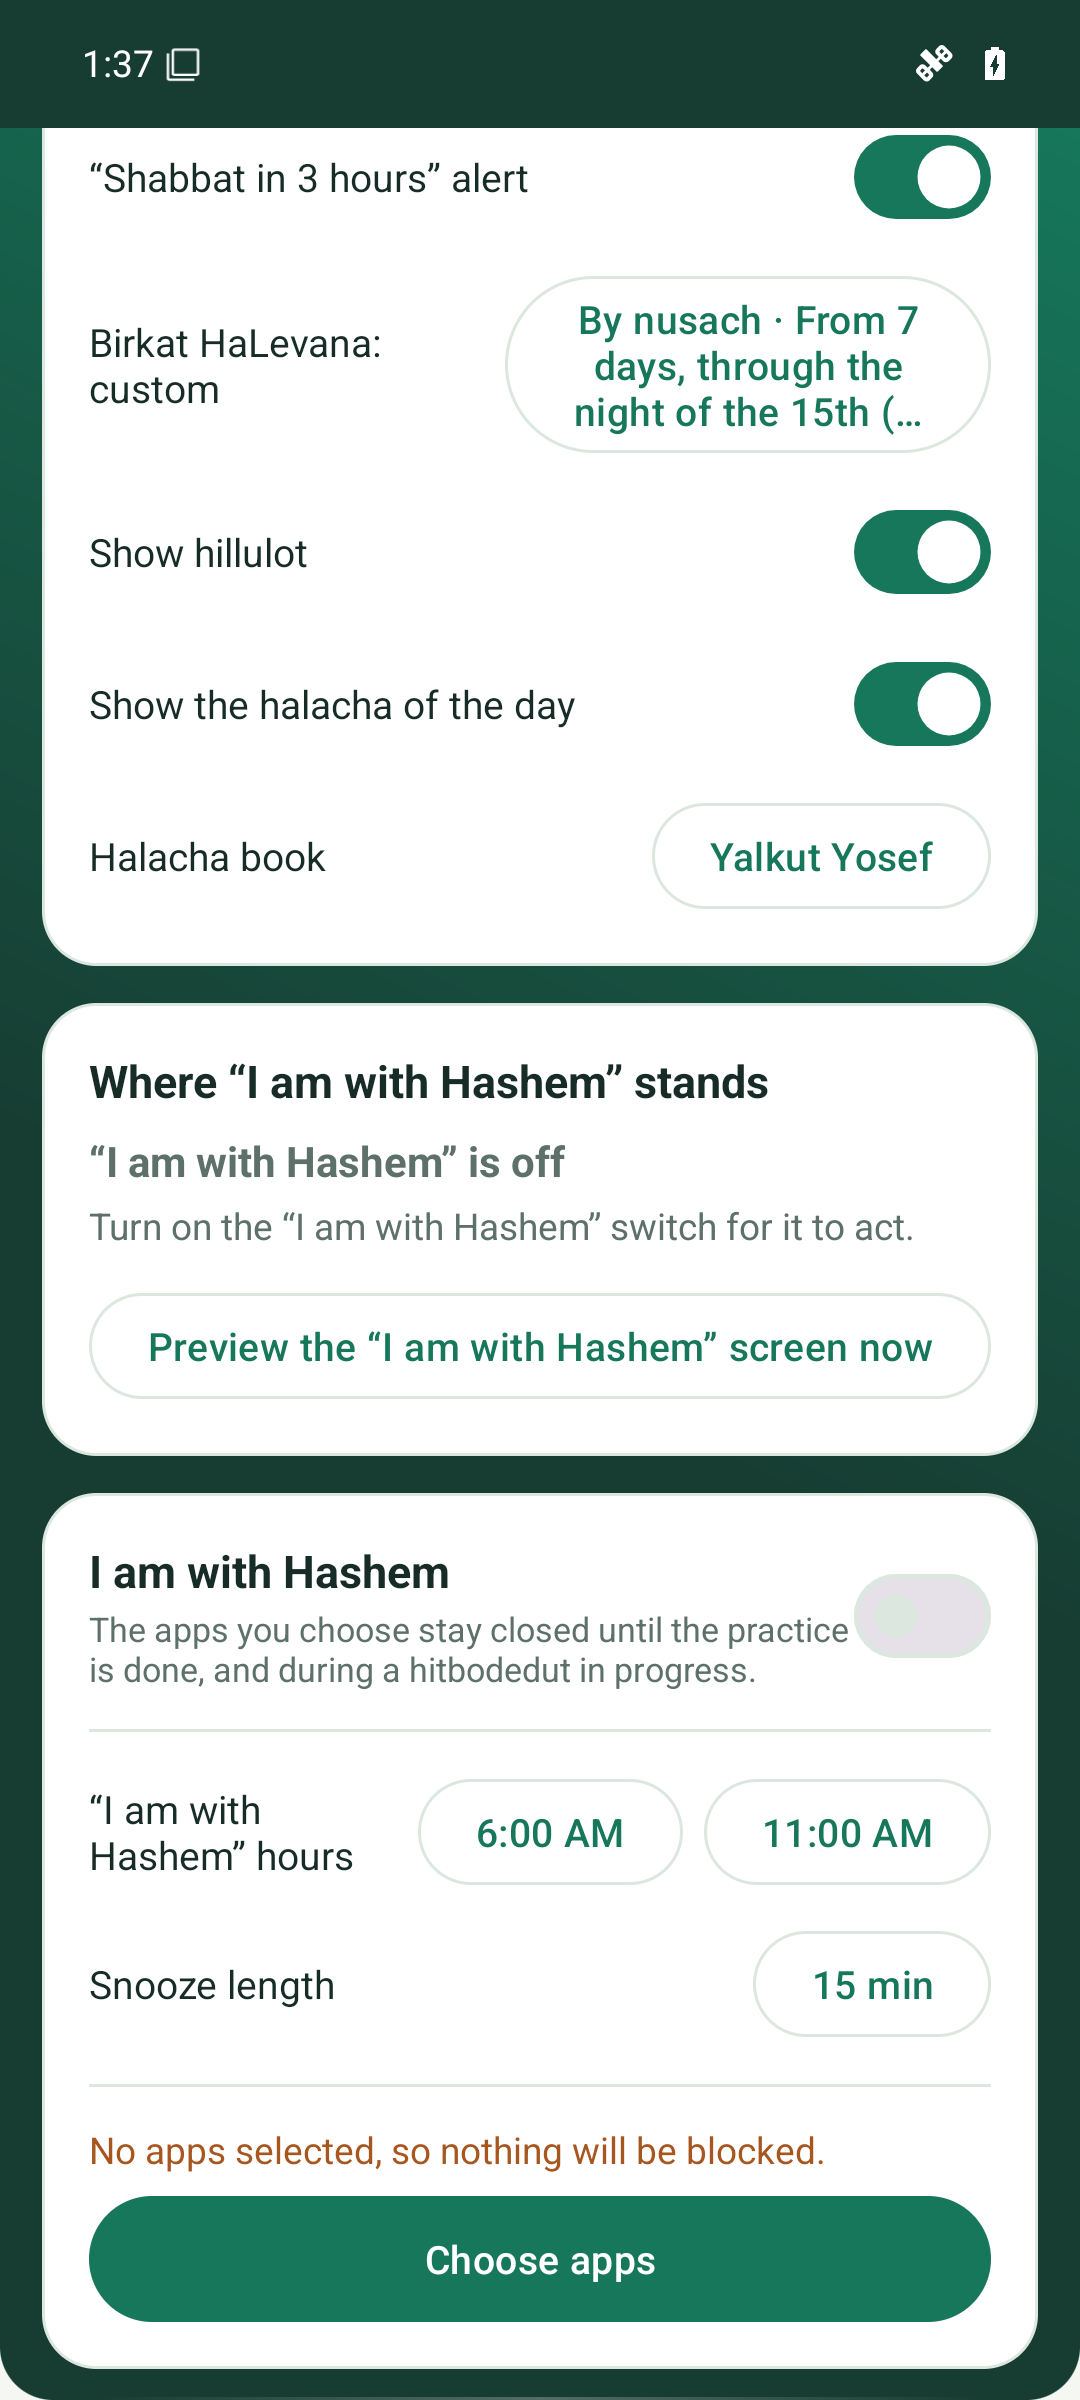 1:37
“Shabbat in 3 hours” alert
Birkat HaLevana:
custom
By nusach · From 7
days, through the
night of the 15th (…
Show hillulot
Show the halacha of the day
Halacha book
Yalkut Yosef
Where “I am with Hashem” stands
“I am with Hashem” is off
Turn on the “I am with Hashem” switch for it to act.
Preview the “I am with Hashem” screen now
I am with Hashem
The apps you choose stay closed until the practice
is done, and during a hitbodedut in progress.
“I am with
Hashem” hours
6:00 AM
11:00 AM
Snooze length
15 min
No apps selected, so nothing will be blocked.
Choose apps